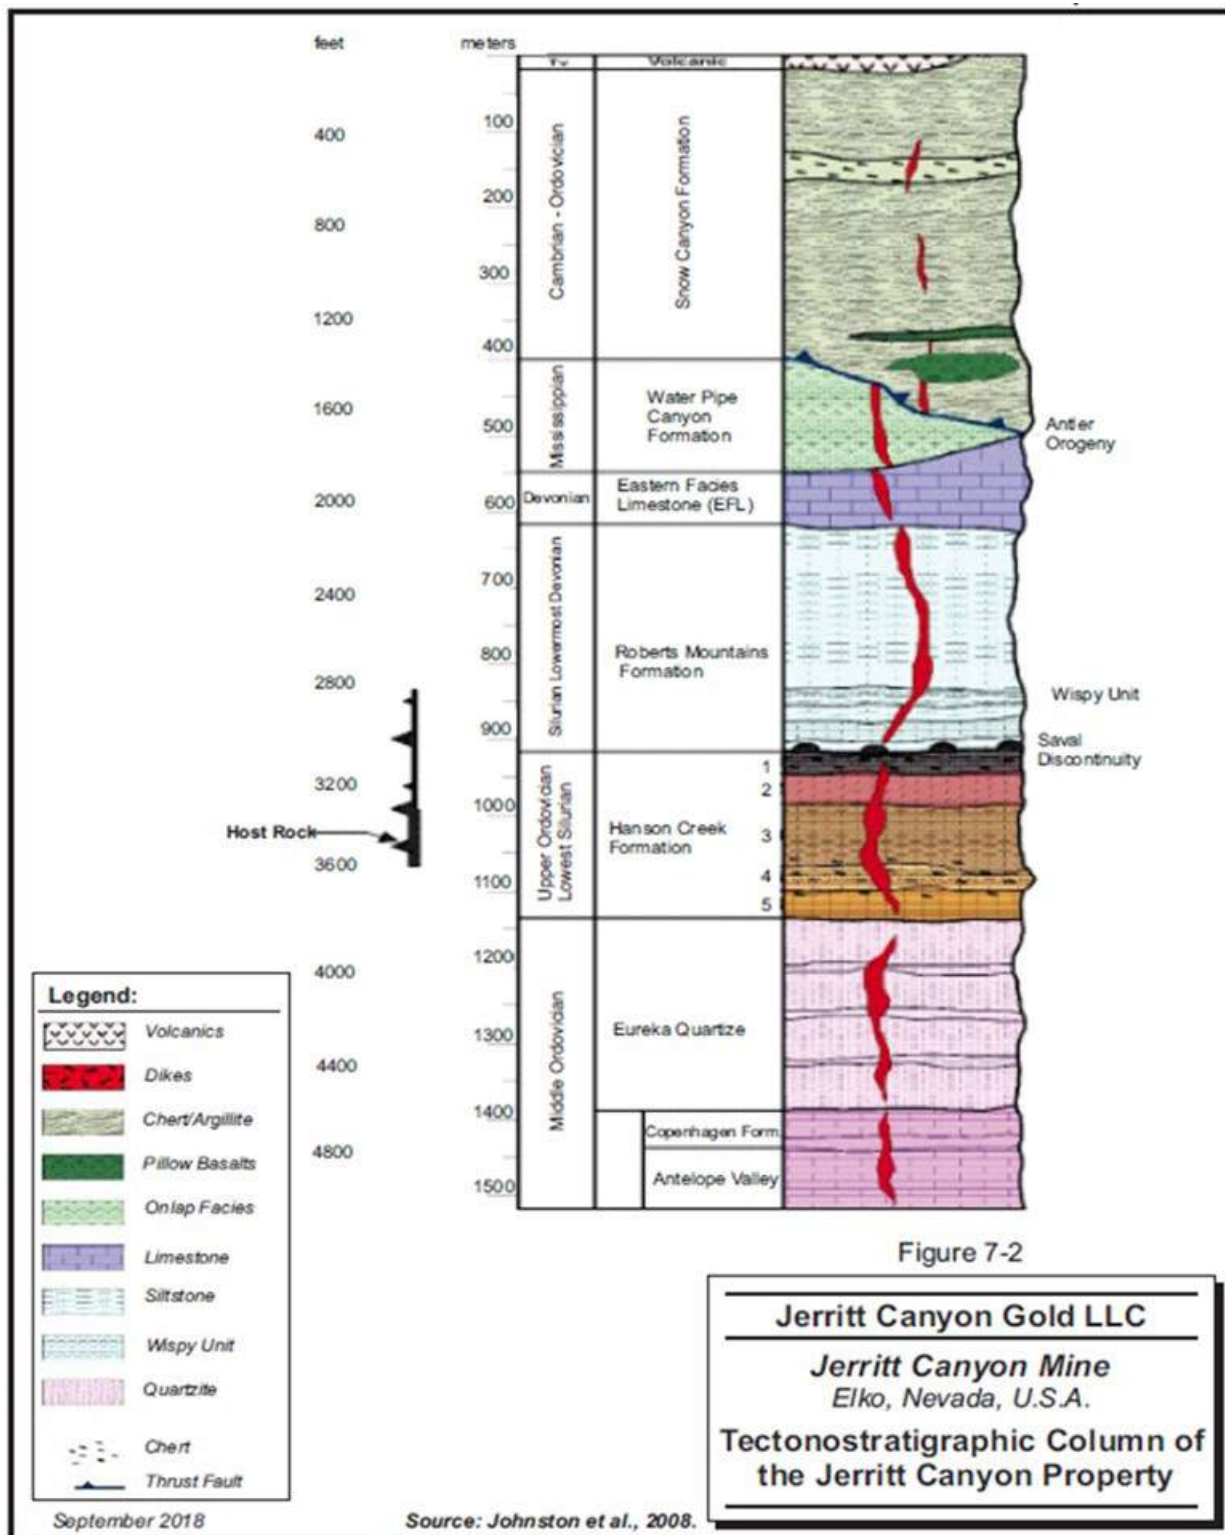 feet
meters
Tv
Volcanic
100
400
Cambrian - Ordovician
Snow Canyon Formation
200
800
300
1200
400
1600
Mississippian
Water Pipe
Canyon
Formation
500
Antler
Orogeny
2000
600
Devonian
Eastern Facies
Limestone (EFL)
700
2400
Silurian Lowermost Devonian
800
Roberts Mountains
Formation
2800
Wispy Unit
900
Saval
Discontinuity
3200
1000
Host Rock
Upper Ordovician
Lowest Silurian
Hanson Creek
Formation
1
2
3
4
5
3600
1100
1200
4000
1300
Middle Ordovician
Eureka Quartize
4400
1400
Copenhagen Form.
4800
Antelope Valley
1500
Legend:
Volcanics
Dikes
Chert/Argillite
Pillow Basalts
Onlap Facies
Limestone
Siltstone
Wispy Unit
Quartzite
Chert
Thrust Fault
Figure 7-2
Jerritt Canyon Gold LLC
Jerritt Canyon Mine
Elko, Nevada, U.S.A.
Tectonostratigraphic Column of
the Jerritt Canyon Property
September 2018
Source: Johnston et al., 2008.